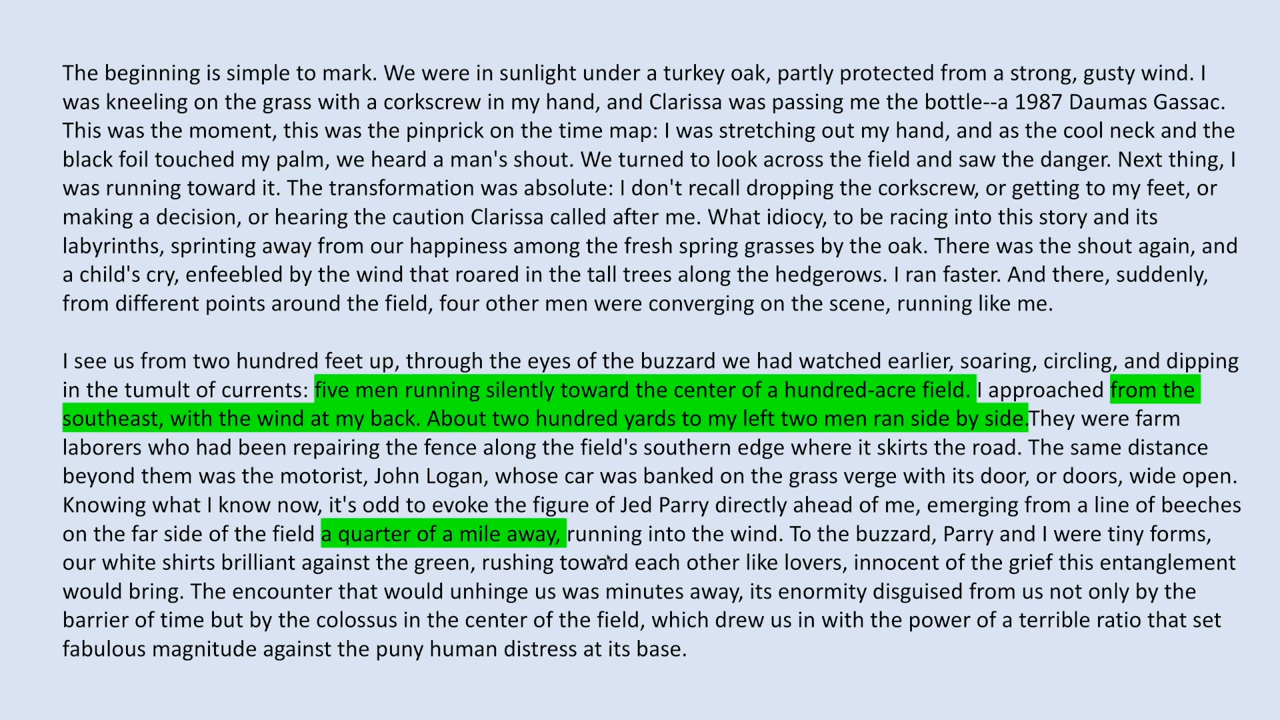 The beginning is simple to mark. We were in sunlight under a turkey oak, partly protected from a strong, gusty wind. I
was kneeling on the grass with a corkscrew in my hand, and Clarissa was passing me the bottle--a 1987 Daumas Gassac.
This was the moment, this was the pinprick on the time map: I was stretching out my hand, and as the cool neck and the
black foil touched my palm, we heard a man's shout. We turned to look across the field and saw the danger. Next thing, I
was running toward it. The transformation was absolute: I don't recall dropping the corkscrew, or getting to my feet, or
making a decision, or hearing the caution Clarissa called after me. What idiocy, to be racing into this story and its
labyrinths, sprinting away from our happiness among the fresh spring grasses by the oak. There was the shout again, and
a child's cry, enfeebled by the wind that roared in the tall trees along the hedgerows. I ran faster. And there, suddenly,
from different points around the field, four other men were converging on the scene, running like me.
I see us from two hundred feet up, through the eyes of the buzzard we had watched earlier, soaring, circling, and dipping
in the tumult of currents: five men running silently toward the center of a hundred-acre field. I approached from the
southeast, with the wind at my back. About two hundred yards to my left two men ran side by side.They were farm
laborers who had been repairing the fence along the field's southern edge where it skirts the road. The same distance
beyond them was the motorist, John Logan, whose car was banked on the grass verge with its door, or doors, wide open.
Knowing what I know now, it's odd to evoke the figure of Jed Parry directly ahead of me, emerging from a line of beeches
on the far side of the field a quarter of a mile away, running into the wind. To the buzzard, Parry and I were tiny forms,
our white shirts brilliant against the green, rushing toward each other like lovers, innocent of the grief this entanglement
would bring. The encounter that would unhinge us was minutes away, its enormity disguised from us not only by the
barrier of time but by the colossus in the center of the field, which drew us in with the power of a terrible ratio that set
fabulous magnitude against the puny human distress at its base.